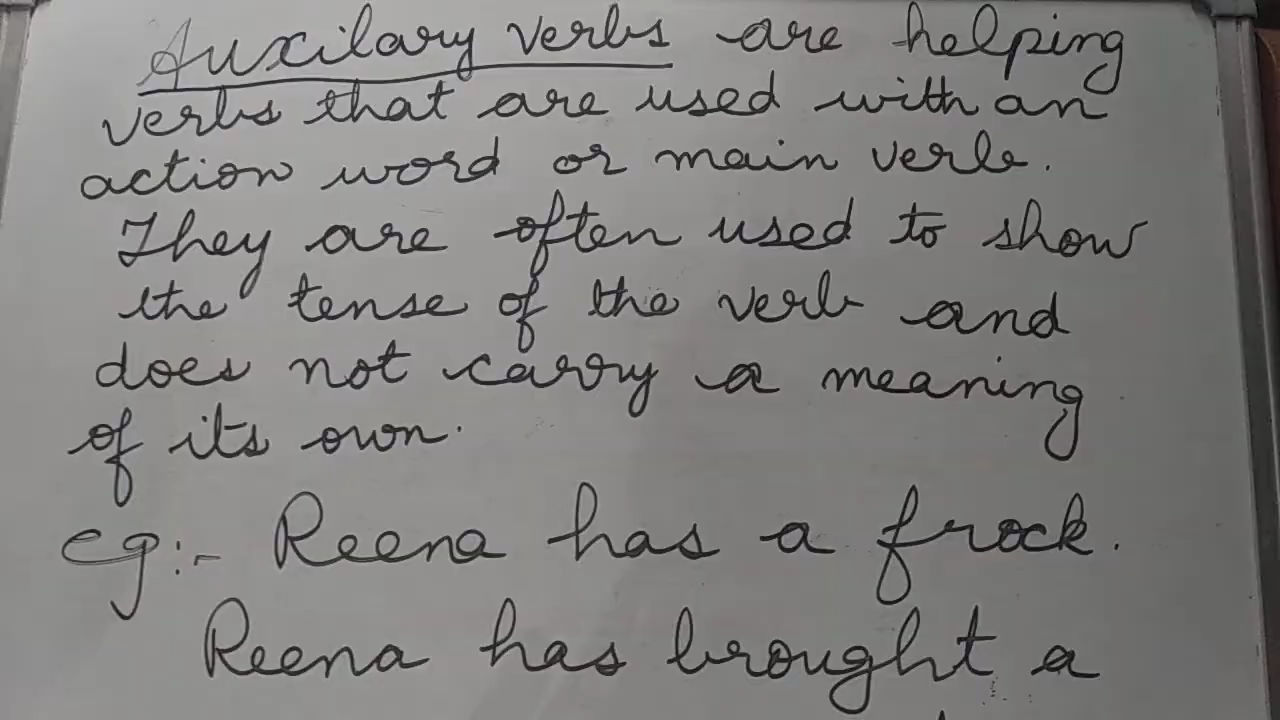 Auxilary verbs are helping
verbs that are used with an
action word or main verb.
They are often used to show
the tense of the verb and
does not carry a meaning
of its own.
eg:- Reena has a frock.
Reena has brought a